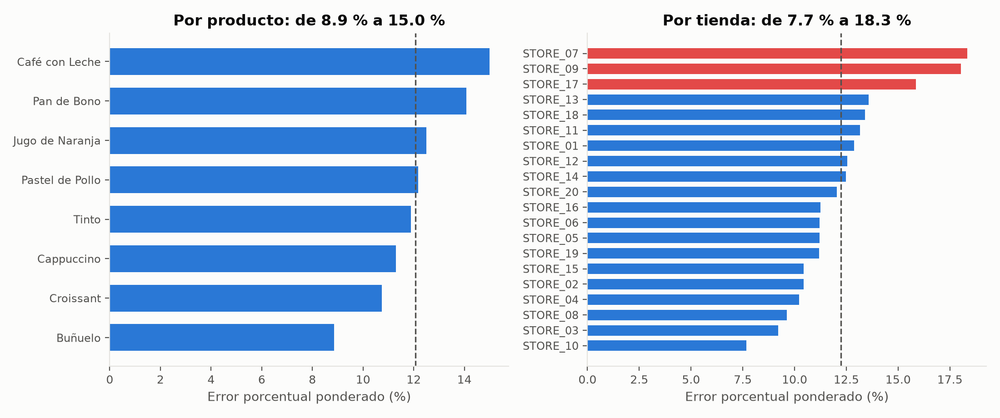 Por producto: de 8.9 % a 15.0 %
Café con Leche
Pan de Bono
Jugo de Naranja
Pastel de Pollo
Tinto
Cappuccino
Croissant
Buñuelo
0 2 4 6 8 10 12 14
Error porcentual ponderado (%)
Por tienda: de 7.7 % a 18.3 %
STORE_07
STORE_09
STORE_17
STORE_13
STORE_18
STORE_11
STORE_01
STORE_12
STORE_14
STORE_20
STORE_16
STORE_06
STORE_05
STORE_19
STORE_15
STORE_02
STORE_04
STORE_08
STORE_03
STORE_10
0.0 2.5 5.0 7.5 10.0 12.5 15.0 17.5
Error porcentual ponderado (%)